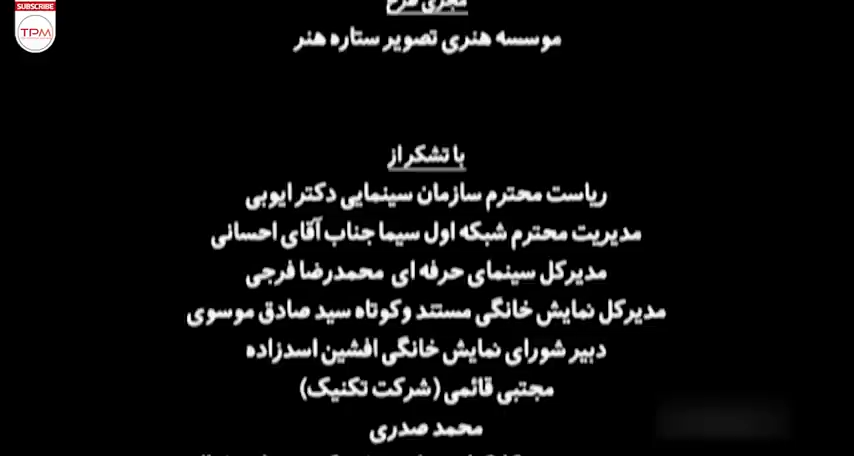 SUBSCRIBE
TPM
مجری طرح
موسسه هنری تصویر ستاره هنر
با تشکر از
ریاست محترم سازمان سینمایی دکتر ایوبی
مدیریت محترم شبکه اول سیما جناب آقای احسانی
مدیرکل سینمای حرفه ای محمدرضا فرجی
مدیرکل نمایش خانگی مستند وکوتاه سید صادق موسوی
دبیر شورای نمایش خانگی افشین اسدزاده
مجتبی قائمی (شرکت تکنیک)
محمد صدری